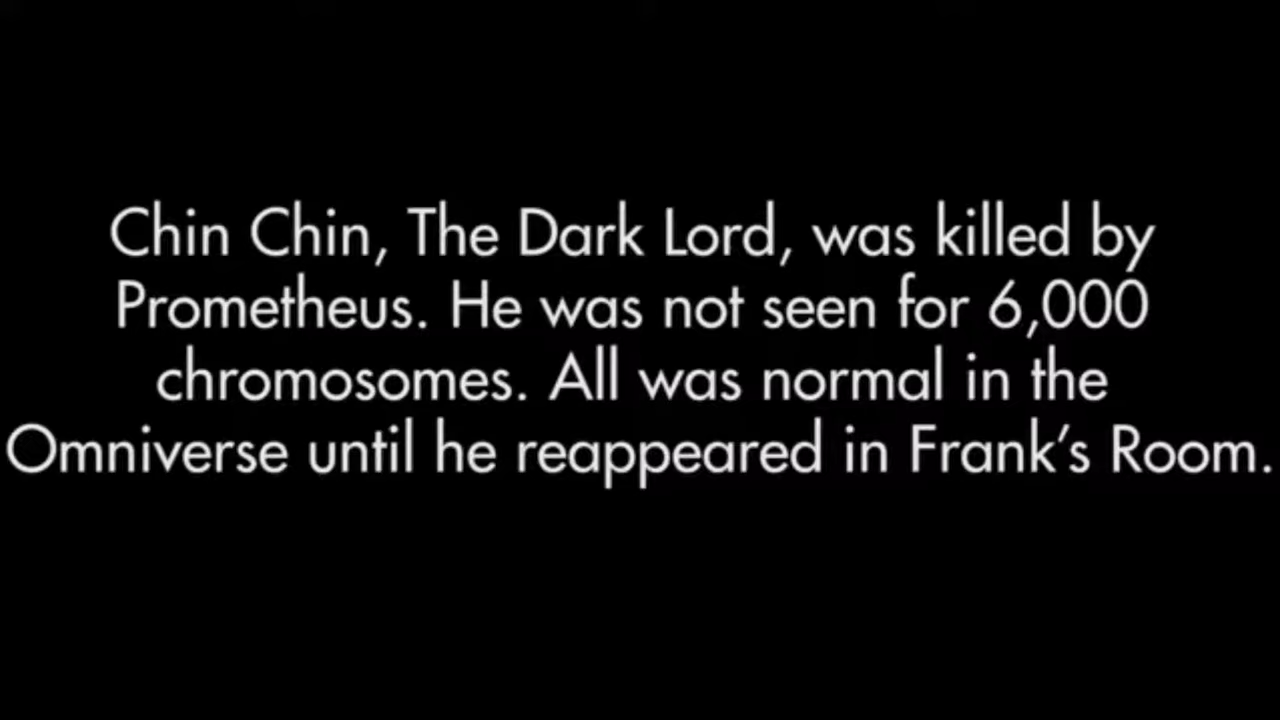 Chin Chin, The Dark Lord, was killed by
Prometheus. He was not seen for 6,000
chromosomes. All was normal in the
Omniverse until he reappeared in Frank's Room.